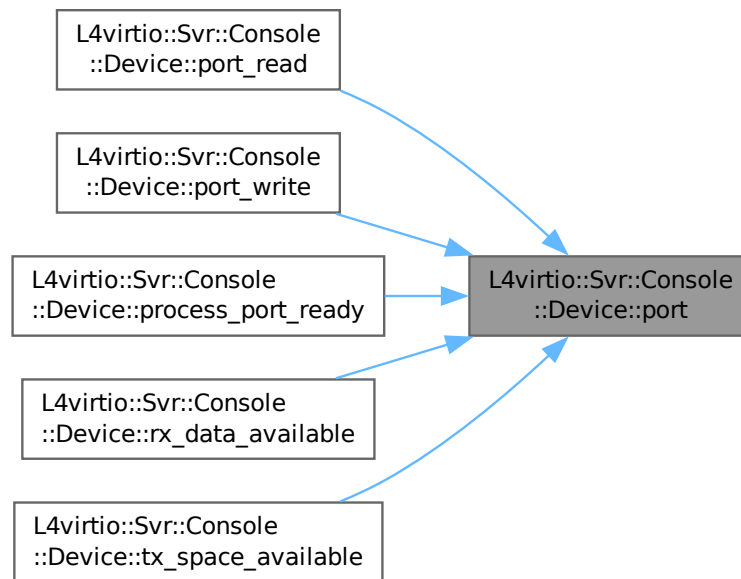 L4virtio::Svr::Console
::Device::port_read
L4virtio::Svr::Console
::Device::port_write
L4virtio::Svr::Console
::Device::process_port_ready
L4virtio::Svr::Console
::Device::port
L4virtio::Svr::Console
::Device::rx_data_available
L4virtio::Svr::Console
::Device::tx_space_available